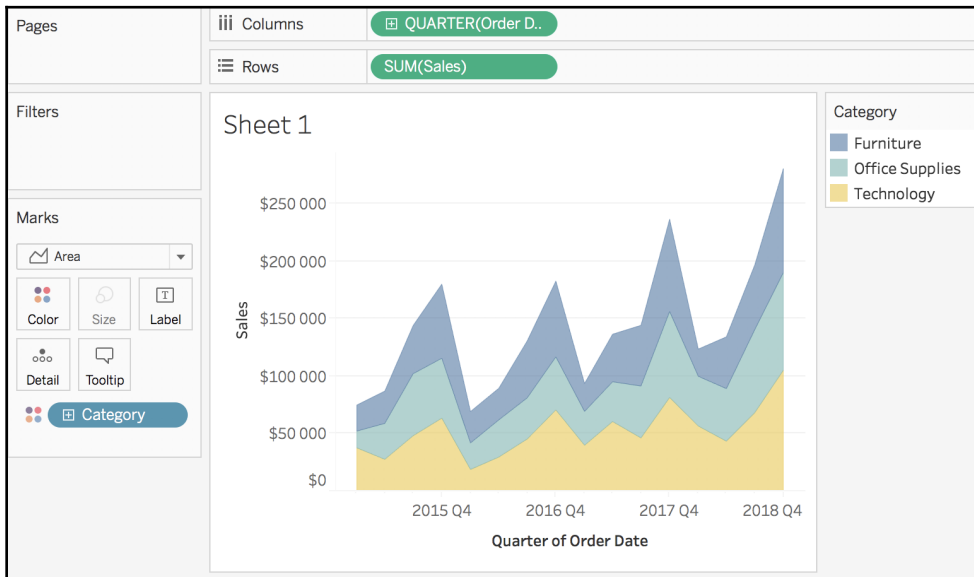 Pages
Columns
QUARTER(Order D..
Rows
SUM(Sales)
Filters
Marks
Area
Color
Size
T
Label
Detail
Tooltip
Category
Sheet 1
Sales
$250 000
$200 000
$150 000
$100 000
$50 000
$0
2015 Q4
2016 Q4
2017 Q4
2018 Q4
Quarter of Order Date
Category
Furniture
Office Supplies
Technology